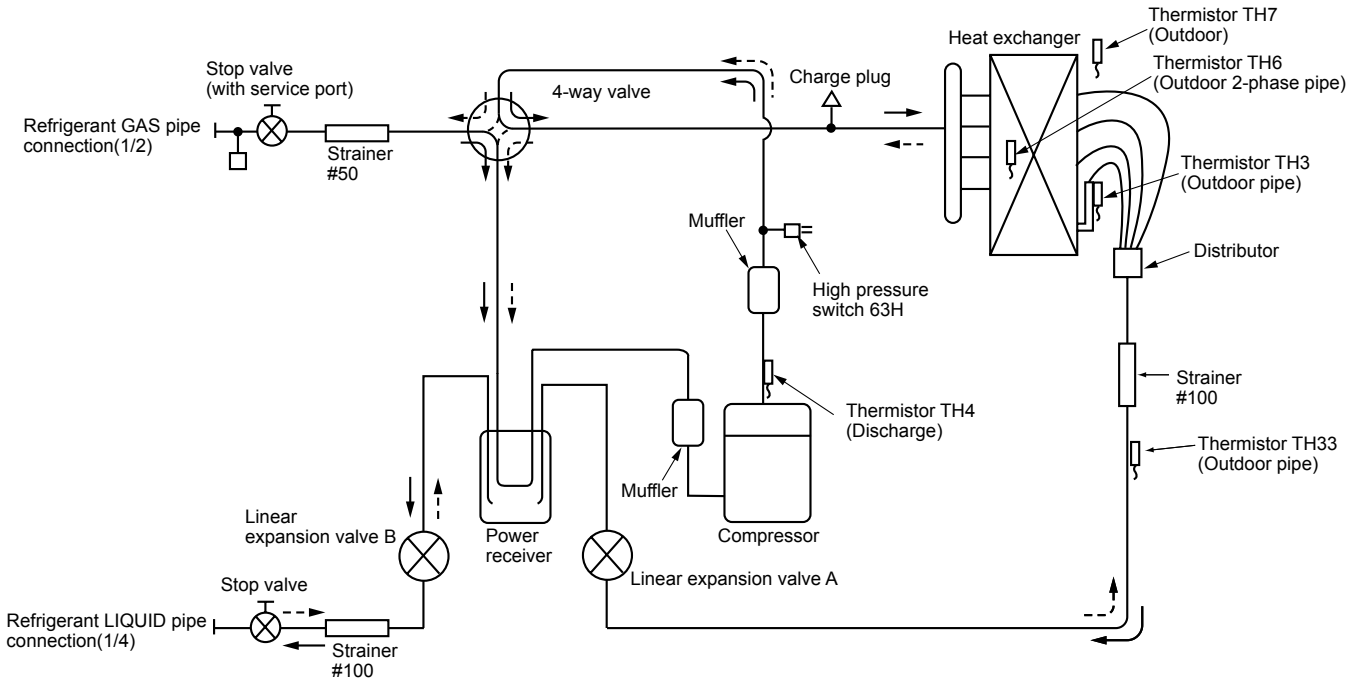 Thermistor TH7
(Outdoor)
Heat exchanger
Thermistor TH6
(Outdoor 2-phase pipe)
Stop valve
(with service port)
Charge plug
4-way valve
Refrigerant GAS pipe
connection(1/2)
Strainer
#50
Thermistor TH3
(Outdoor pipe)
Muffler
Distributor
High pressure
switch 63H
Strainer
#100
Thermistor TH4
(Discharge)
Thermistor TH33
(Outdoor pipe)
Muffler
Linear
expansion valve B
Power
receiver
Compressor
Linear expansion valve A
Stop valve
Refrigerant LIQUID pipe
connection(1/4)
Strainer
#100